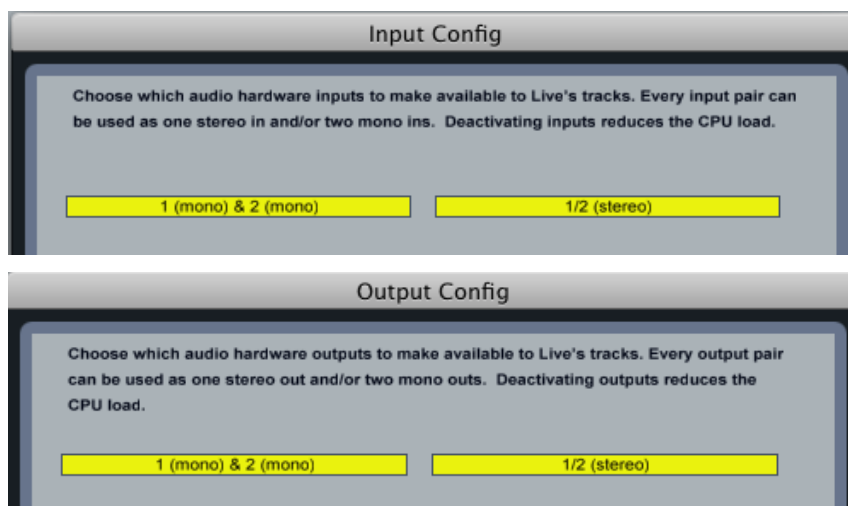 Input Config
Choose which audio hardware inputs to make available to Live's tracks. Every input pair can
be used as one stereo in and/or two mono ins.  Deactivating inputs reduces the CPU load.
1 (mono) & 2 (mono) 1/2 (stereo)
Output Config
Choose which audio hardware outputs to make available to Live's tracks. Every output pair
can be used as one stereo out and/or two mono outs.  Deactivating outputs reduces the
CPU load.
1 (mono) & 2 (mono) 1/2 (stereo)